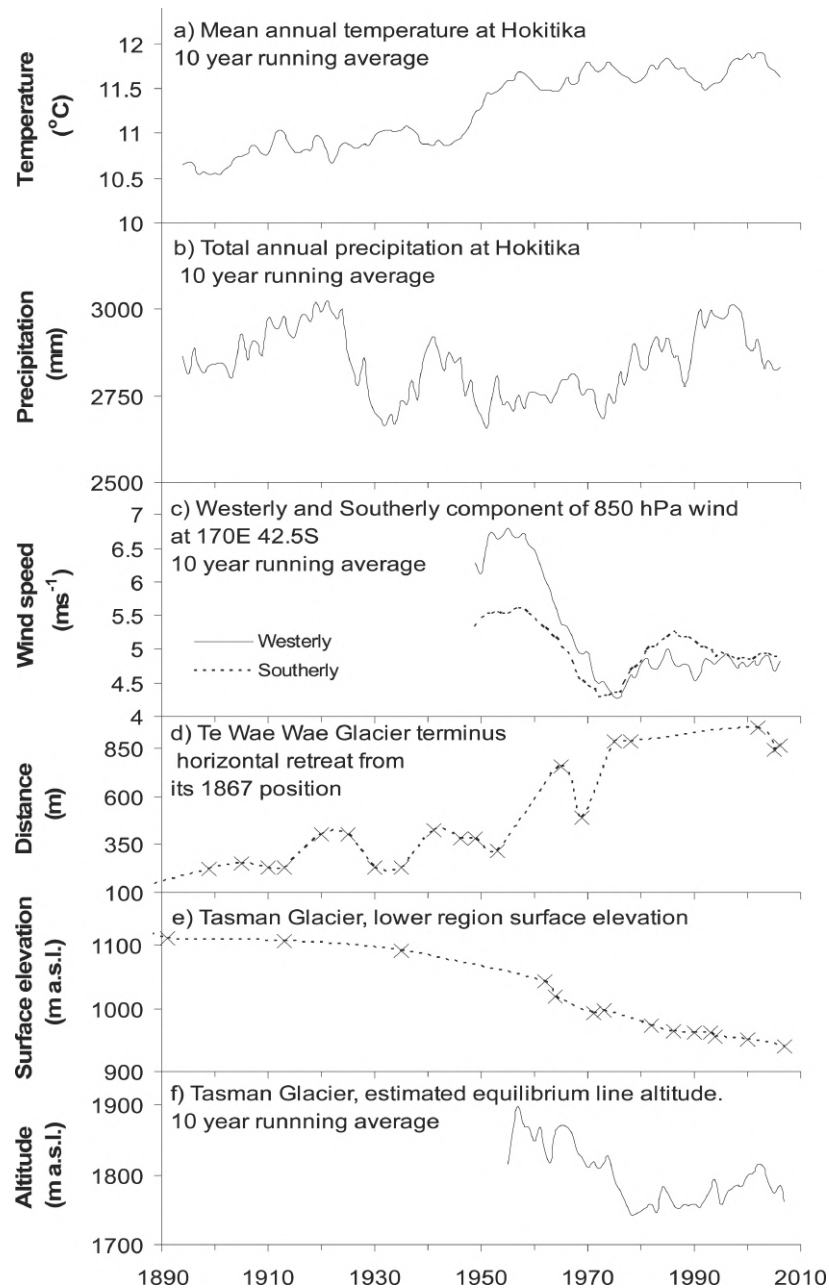 a) Mean annual temperature at Hokitika
10 year running average
Temperature
(°C)
12
11.5
11
10.5
10
b) Total annual precipitation at Hokitika
10 year running average
Precipitation
(mm)
3000
2750
2500
c) Westerly and Southerly component of 850 hPa wind
at 170E 42.5S
10 year running average
Wind speed
(ms⁻¹)
7
6.5
6
5.5
5
4.5
4
Westerly
Southerly
d) Te Wae Wae Glacier terminus
horizontal retreat from
its 1867 position
Distance
(m)
850
600
350
100
e) Tasman Glacier, lower region surface elevation
Surface elevation
(m a.s.l.)
1100
1000
900
f) Tasman Glacier, estimated equilibrium line altitude.
10 year runnning average
Altitude
(m a.s.l.)
1900
1800
1700
1890 1910 1930 1950 1970 1990 2010